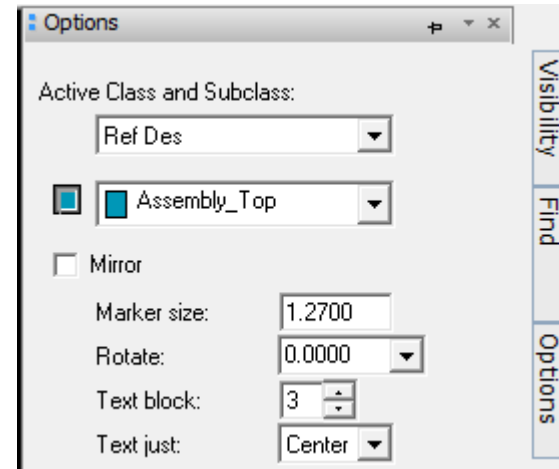 Options
Active Class and Subclass:
Ref Des
Assembly_Top
Mirror
Marker size: 1.2700
Rotate: 0.0000
Text block: 3
Text just: Center
Visibility
Find
Options